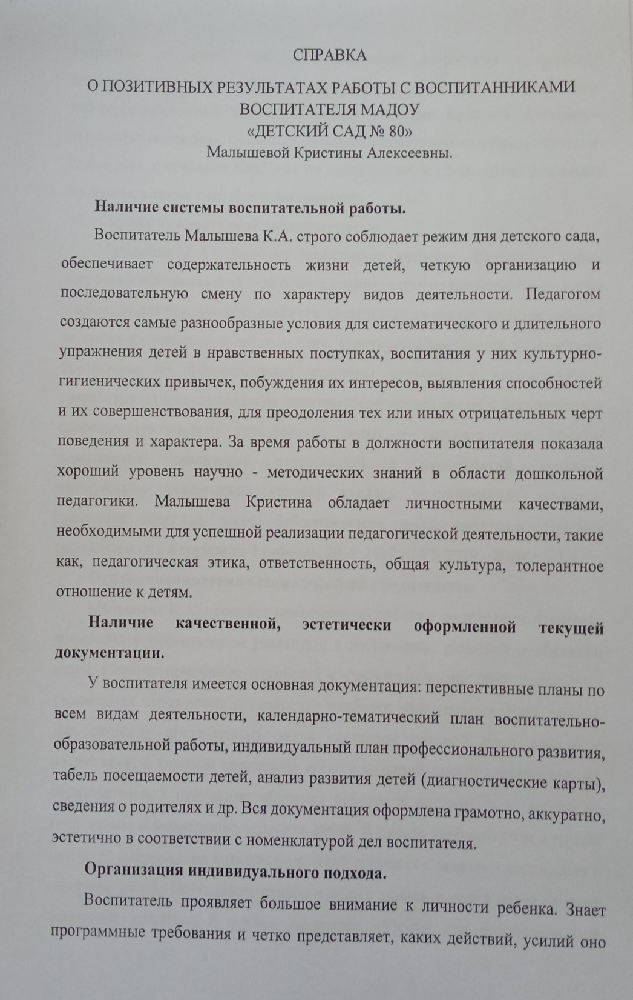 СПРАВКА
О ПОЗИТИВНЫХ РЕЗУЛЬТАТАХ РАБОТЫ С ВОСПИТАННИКАМИ
ВОСПИТАТЕЛЯ МАДОУ
«ДЕТСКИЙ САД № 80»
Малышевой Кристины Алексеевны.
Наличие системы воспитательной работы.
Воспитатель Малышева К.А. строго соблюдает режим дня детского сада,
обеспечивает содержательность жизни детей, четкую организацию и
последовательную смену по характеру видов деятельности. Педагогом
создаются самые разнообразные условия для систематического и длительного
упражнения детей в нравственных поступках, воспитания у них культурно-
гигиенических привычек, побуждения их интересов, выявления способностей
и их совершенствования, для преодоления тех или иных отрицательных черт
поведения и характера. За время работы в должности воспитателя показала
хороший уровень научно - методических знаний в области дошкольной
педагогики. Малышева Кристина обладает личностными качествами,
необходимыми для успешной реализации педагогической деятельности, такие
как, педагогическая этика, ответственность, общая культура, толерантное
отношение к детям.
Наличие качественной, эстетически оформленной текущей
документации.
У воспитателя имеется основная документация: перспективные планы по
всем видам деятельности, календарно-тематический план воспитательно-
образовательной работы, индивидуальный план профессионального развития,
табель посещаемости детей, анализ развития детей (диагностические карты),
сведения о родителях и др. Вся документация оформлена грамотно, аккуратно,
эстетично в соответствии с номенклатурой дел воспитателя.
Организация индивидуального подхода.
Воспитатель проявляет большое внимание к личности ребенка. Знает
программные требования и четко представляет, каких действий, усилий оно